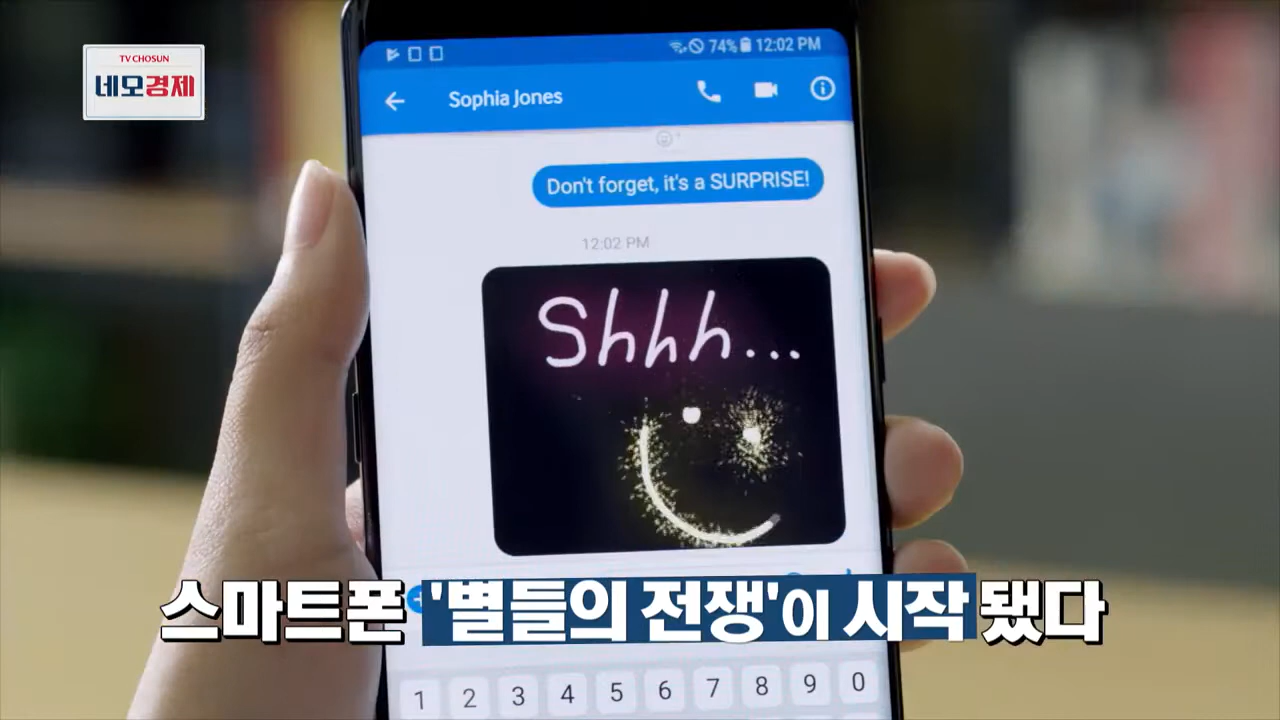 TV CHOSUN
네모경제
74% 12:02 PM
Sophia Jones
Don't forget, it's a SURPRISE!
12:02 PM
Shhh...
스마트폰 '별들의 전쟁'이 시작 됐다
1 2 3 4 5 6 7 8 9 0